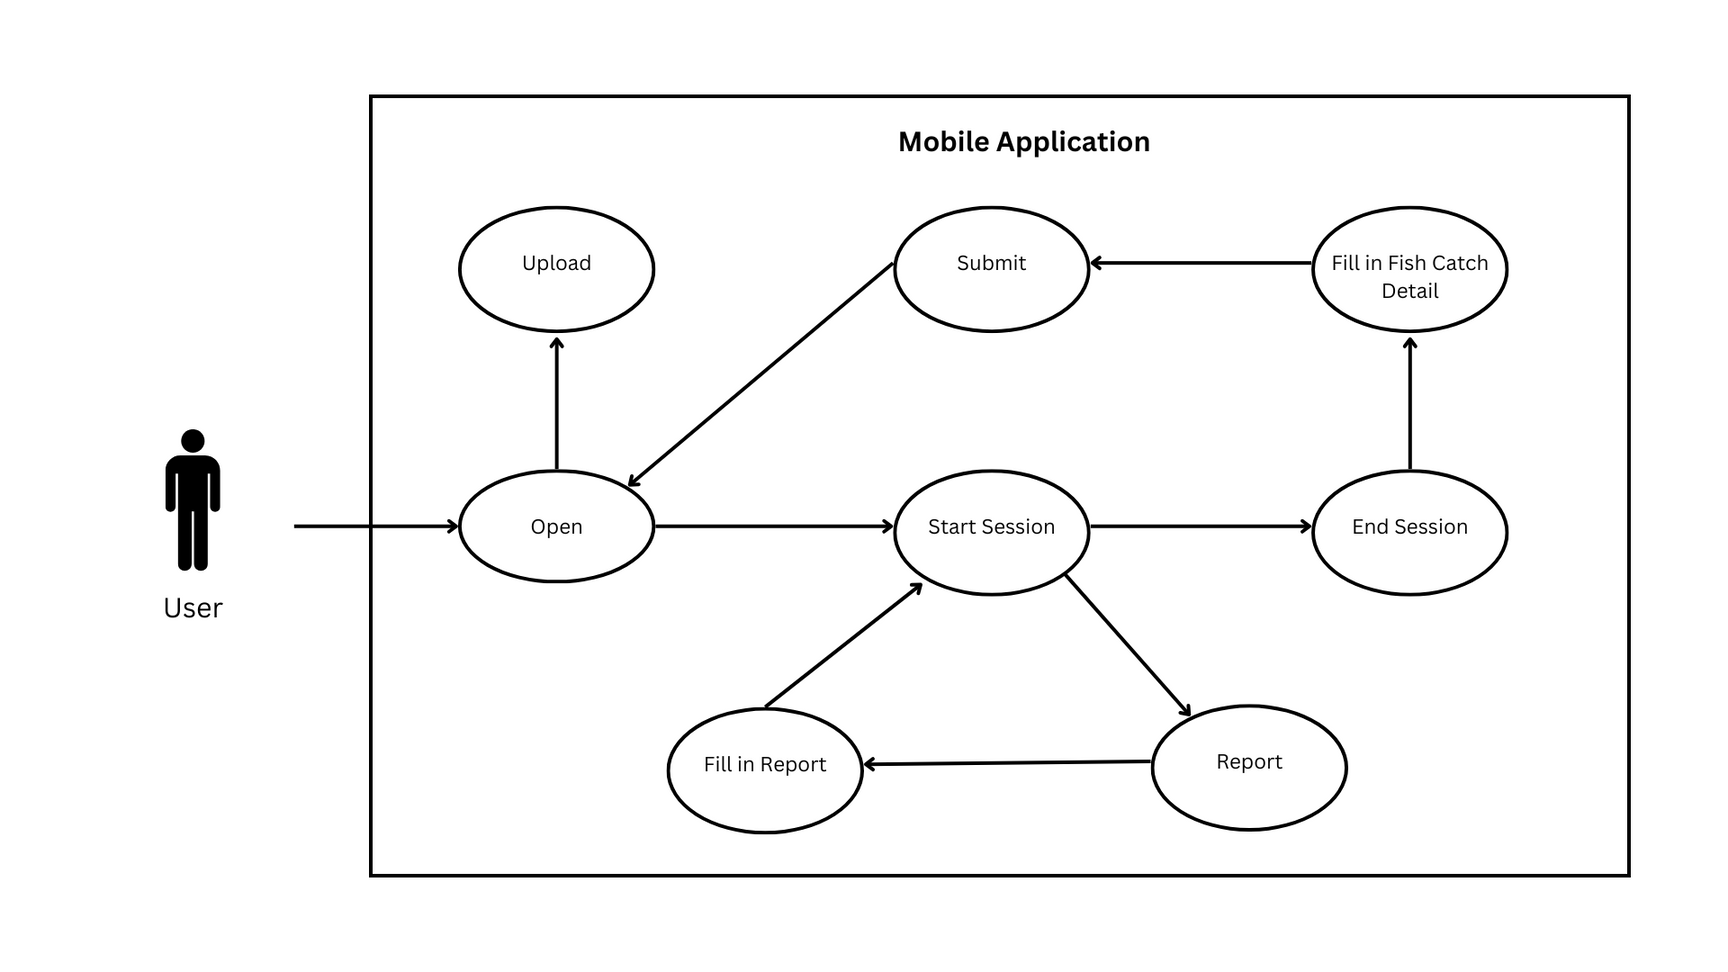 Mobile Application
Upload
Submit
Fill in Fish Catch
Detail
Open
Start Session
End Session
User
Fill in Report
Report